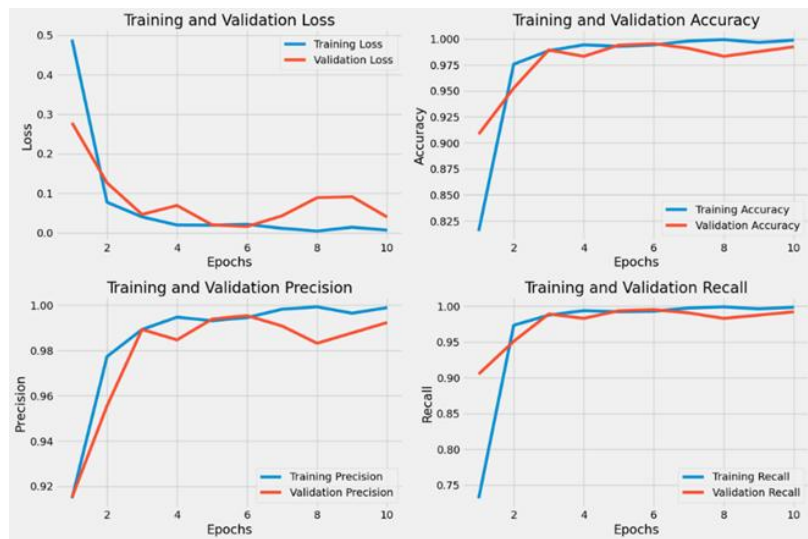 Training and Validation Loss
0.5
0.4
0.3
0.2
0.1
0.0
Loss
Training Loss
Validation Loss
2 4 6 8 10
Epochs
Training and Validation Accuracy
1.000
0.975
0.950
0.925
0.900
0.875
0.850
0.825
Accuracy
Training Accuracy
Validation Accuracy
2 4 6 8 10
Epochs
Training and Validation Precision
1.00
0.98
0.96
0.94
0.92
Precision
Training Precision
Validation Precision
2 4 6 8 10
Epochs
Training and Validation Recall
1.00
0.95
0.90
0.85
0.80
0.75
Recall
Training Recall
Validation Recall
2 4 6 8 10
Epochs